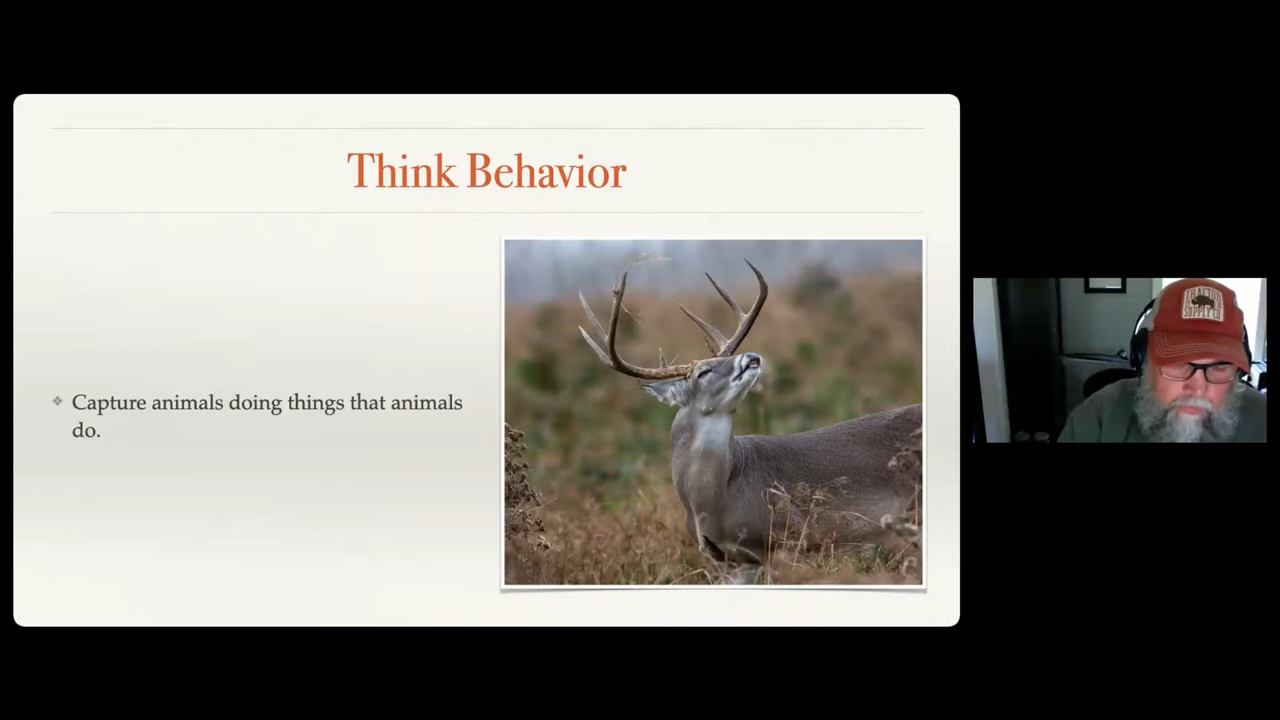 Think Behavior
Capture animals doing things that animals
do.
TRACTOR
SUPPLY CO